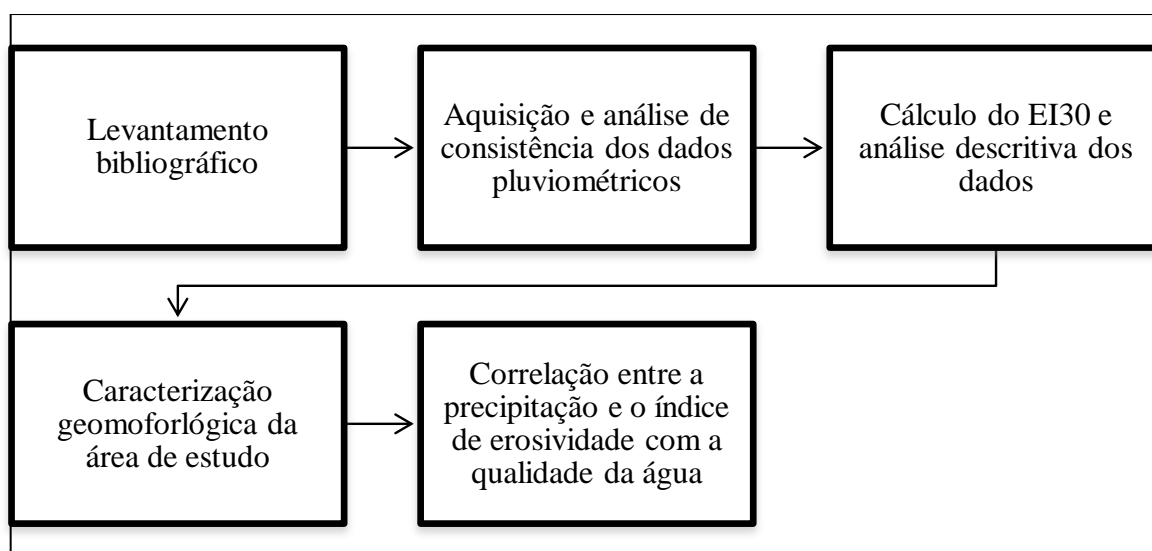 Levantamento
bibliográfico
Aquisição e análise de
consistência dos dados
pluviométricos
Cálculo do EI30 e
análise descritiva dos
dados
Caracterização
geomoforlógica da
área de estudo
Correlação entre a
precipitação e o índice
de erosividade com a
qualidade da água